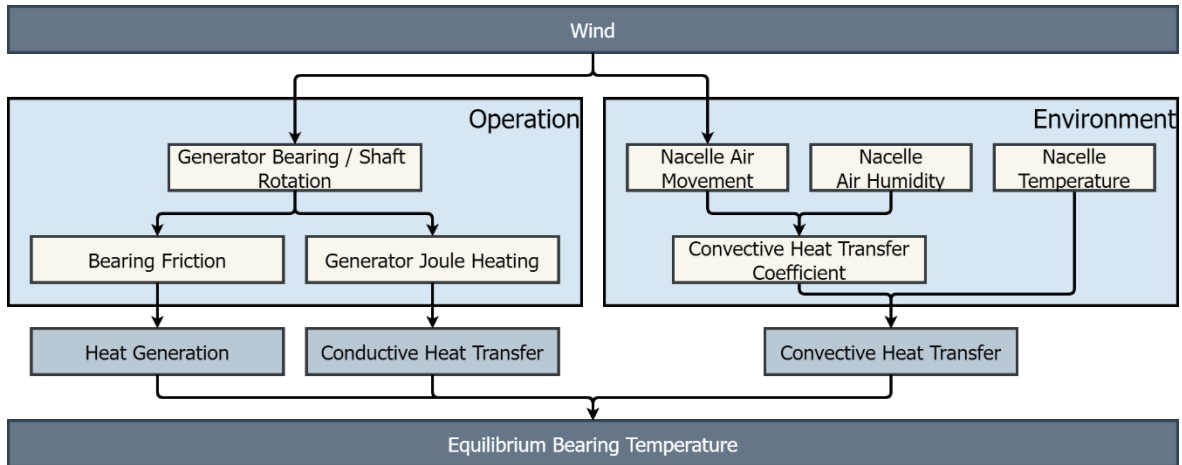 Wind
Operation
Generator Bearing / Shaft
Rotation
Bearing Friction
Generator Joule Heating
Environment
Nacelle Air
Movement
Nacelle
Air Humidity
Nacelle
Temperature
Convective Heat Transfer
Coefficient
Heat Generation
Conductive Heat Transfer
Convective Heat Transfer
Equilibrium Bearing Temperature